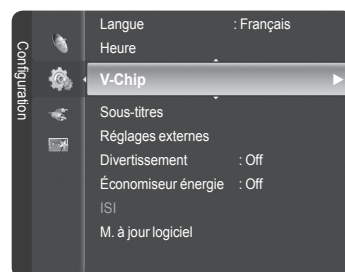 Configuration
Langue : Français
Heure
V-Chip
Sous-titres
Réglages externes
Divertissement : Off
Économiseur énergie : Off
ISI
M. à jour logiciel